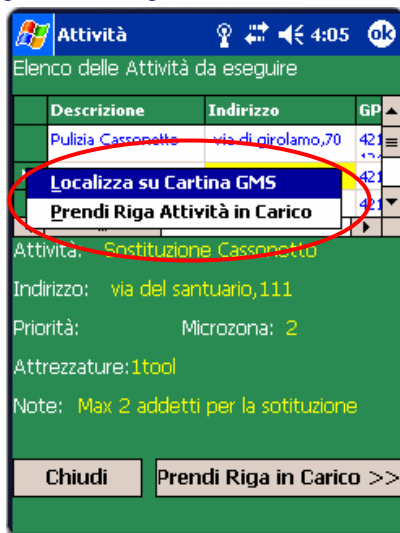 Attività 4:05 ok
Elenco delle Attività da eseguire
Descrizione Indirizzo GP
Pulizia Cassonetto via di girolamo,70 421
Localizza su Cartina GMS 421
Prendi Riga Attività in Carico 421
Attività: Sostituzione Cassonetto
Indirizzo: via del santuario,111
Priorità: Microzona: 2
Attrezzature:1tool
Note: Max 2 addetti per la sotituzione
Chiudi Prendi Riga in Carico >>